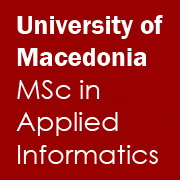 University of
Macedonia
MSc in
Applied
Informatics